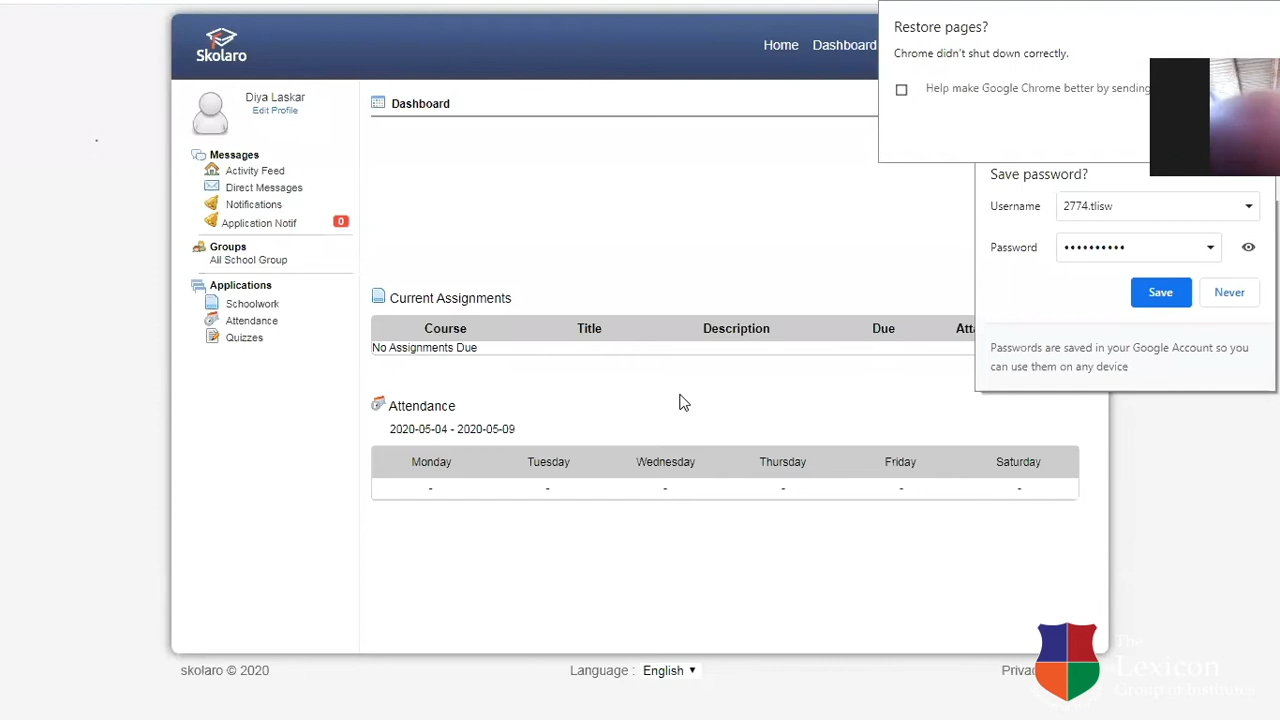 Skolaro
Home Dashboard
Restore pages?
Chrome didn't shut down correctly.
Help make Google Chrome better by sending
Diya Laskar
Edit Profile
Dashboard
Messages
Activity Feed
Direct Messages
Notifications
Application Notif 0
Groups
All School Group
Applications
Schoolwork
Attendance
Quizzes
Save password?
Username 2774.tlisw
Password ••••••••••
Save Never
Passwords are saved in your Google Account so you
can use them on any device
Current Assignments
Course Title Description Due Att
No Assignments Due
Attendance
2020-05-04 - 2020-05-09
Monday Tuesday Wednesday Thursday Friday Saturday
- - - - - -
skolaro © 2020
Language : English ▼
Priva
The
Lexicon
Group of Institutes